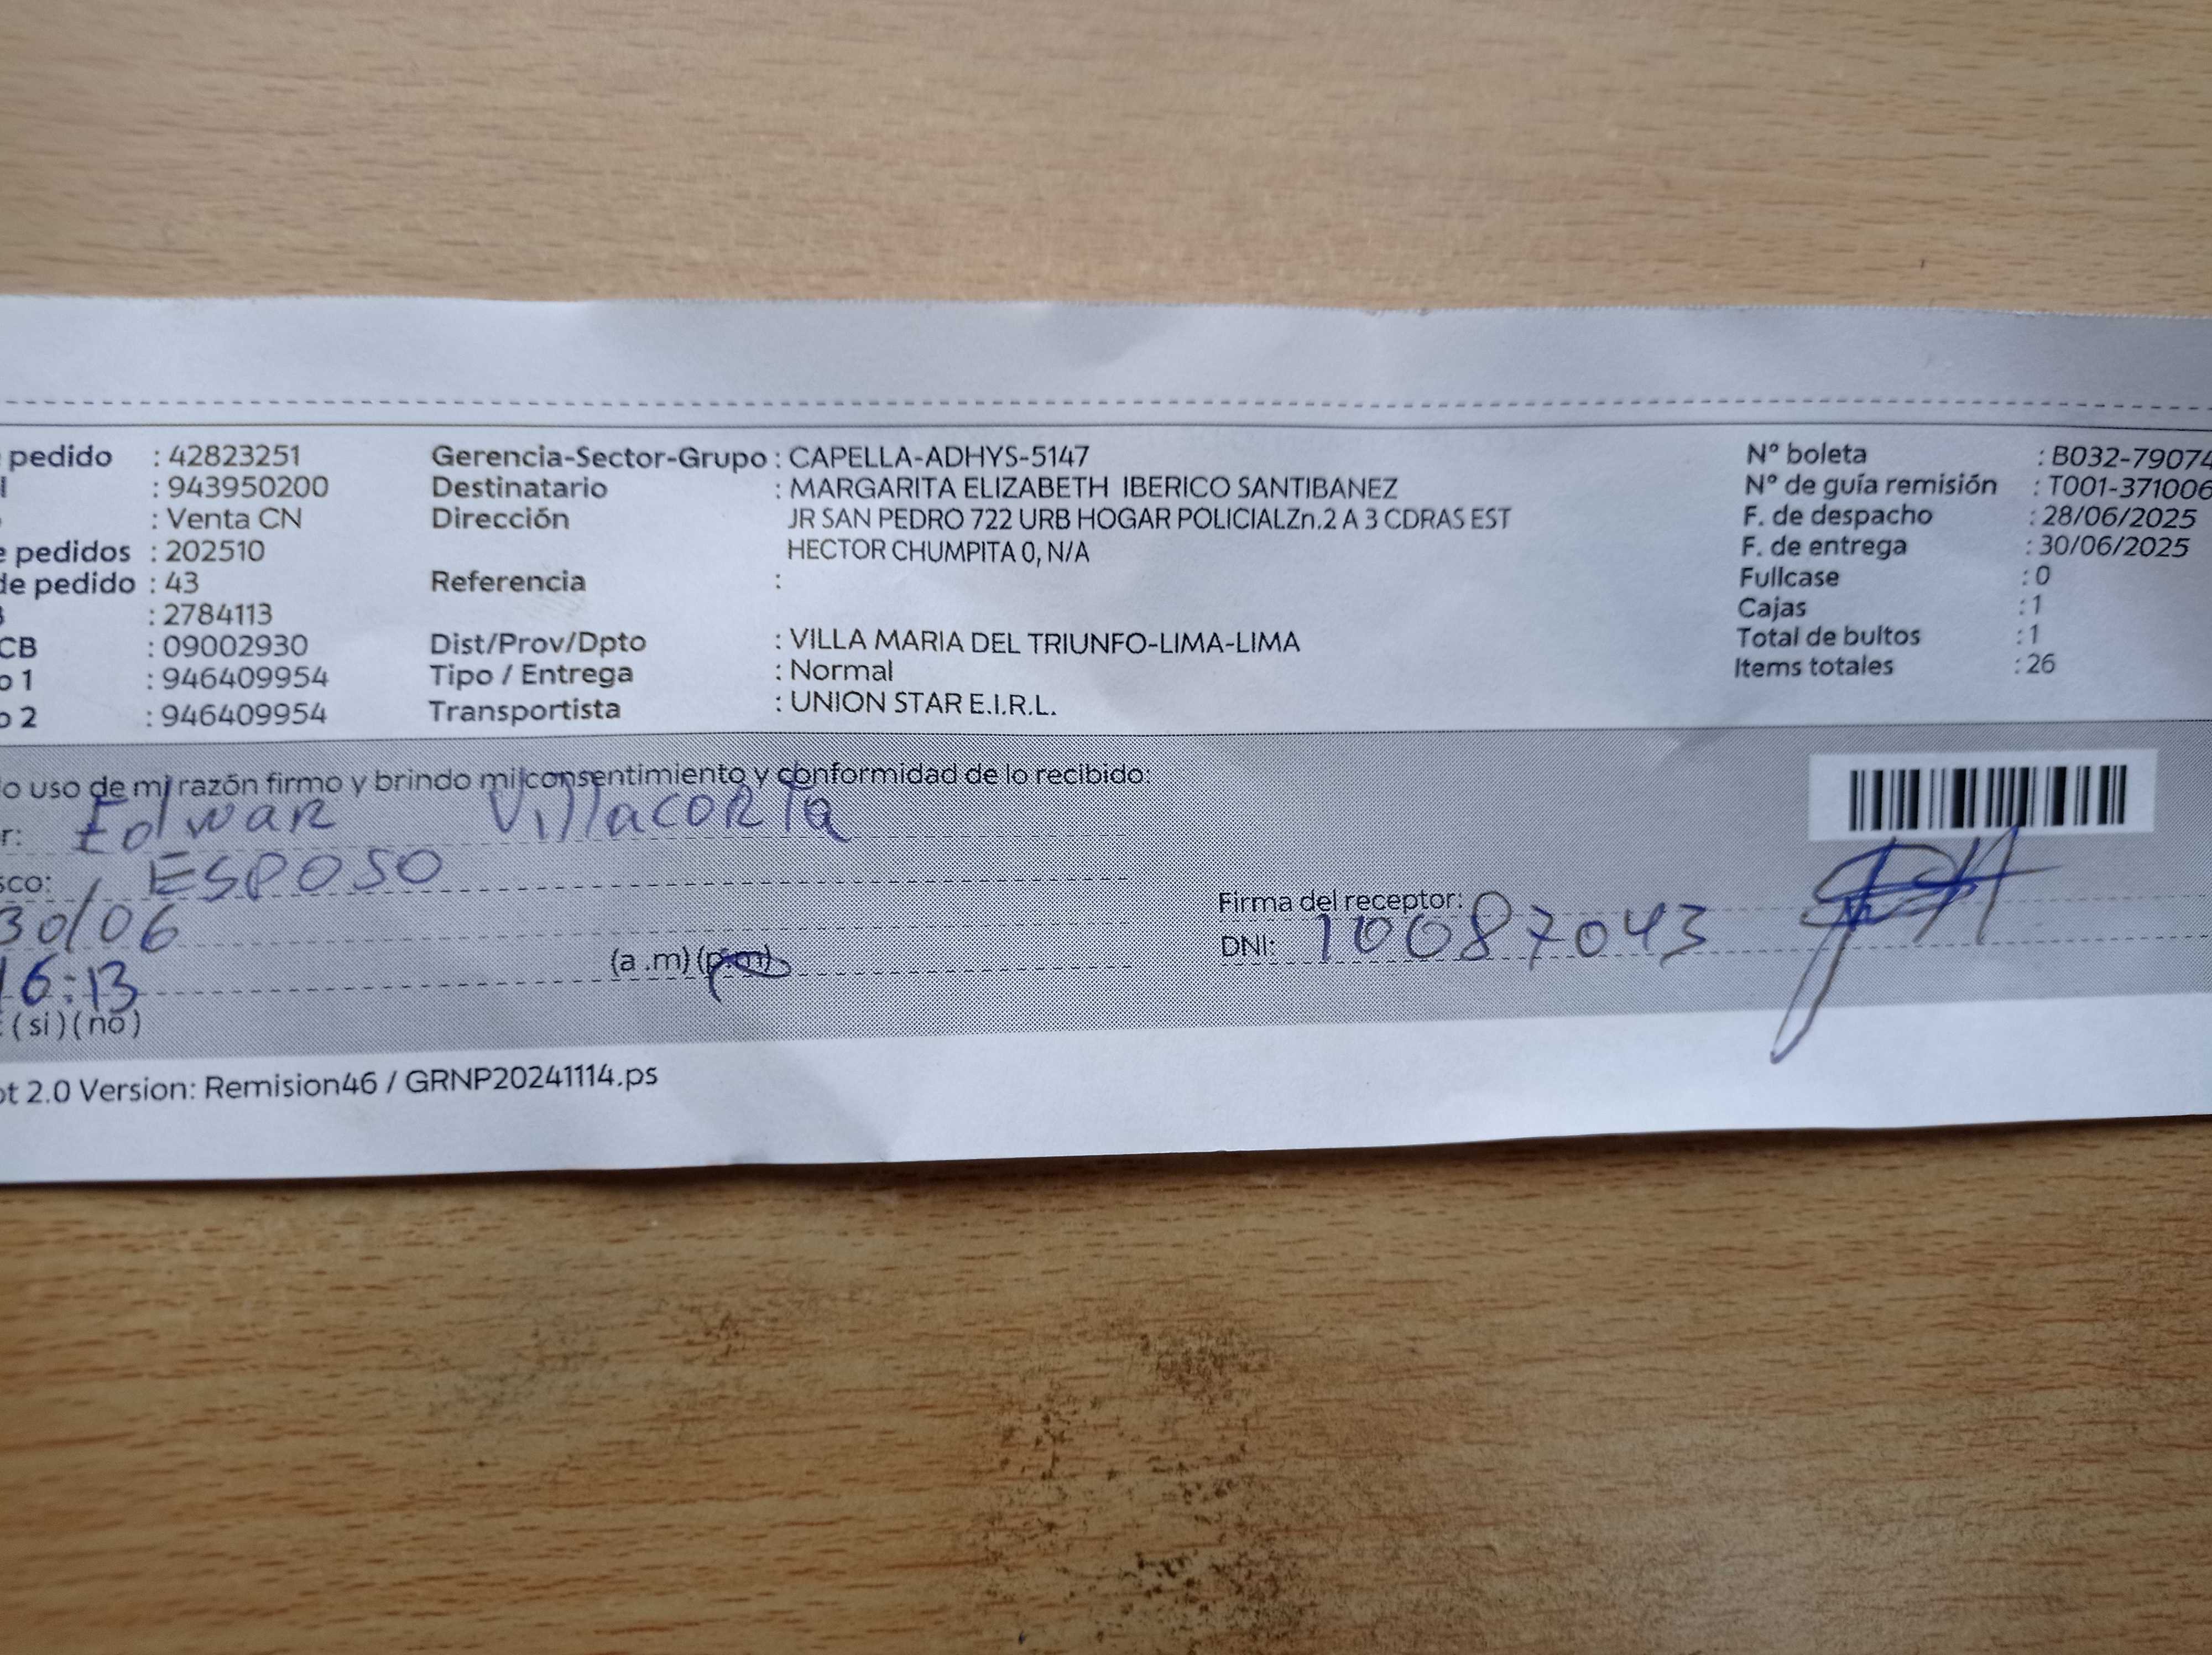 pedido : 42823251 Gerencia-Sector-Grupo : CAPELLA-ADHYS-5147 N° boleta : B032-79074
: 943950200 Destinatario : MARGARITA ELIZABETH IBERICO SANTIBANEZ N° de guía remisión : T001-371006
: Venta CN Dirección JR SAN PEDRO 722 URB HOGAR POLICIALZn.2 A 3 CDRAS EST F. de despacho : 28/06/2025
pedidos : 202510 HECTOR CHUMPITA 0, N/A F. de entrega : 30/06/2025
de pedido : 43 Referencia : Fullcase : 0
: 2784113 Cajas : 1
CB : 09002930 Dist/Prov/Dpto : VILLA MARIA DEL TRIUNFO-LIMA-LIMA Total de bultos : 1
o 1 : 946409954 Tipo / Entrega : Normal Items totales : 26
o 2 : 946409954 Transportista : UNION STAR E.I.R.L.
o uso de mi razón firmo y brindo mi consentimiento y conformidad de lo recibido:
r: Edwar Villacorta
sco: ESPOSO
30/06 Firma del receptor:
16:13 (a .m) (p.m) DNI: 10087043
: (si) (no)
ot 2.0 Version: Remision46 / GRNP20241114.ps